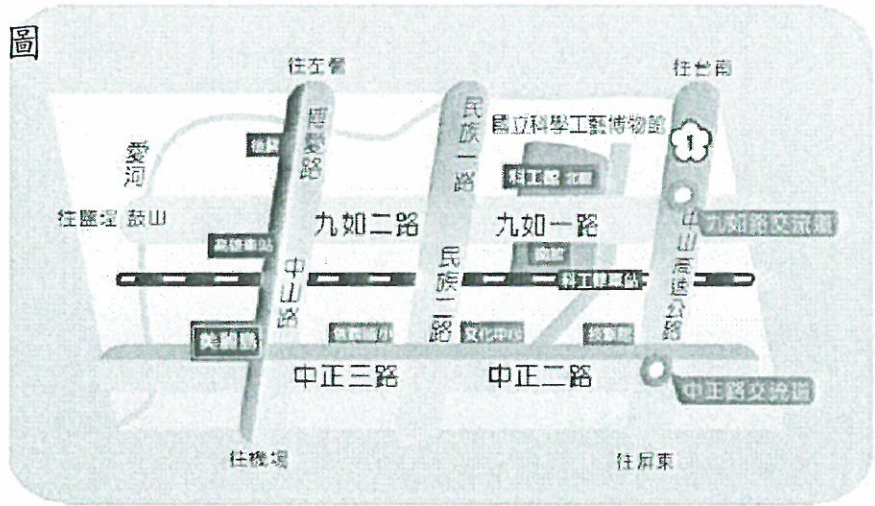 圖
往左營
往台南
國立科學工藝博物館
1
愛河
博愛路
民族一路
科工館 北館
往鹽埕 鼓山
九如二路
九如一路
九如路交流道
高雄車站
南館
中山路
民族二路
科工館車站
中山高速公路
美麗島
文化中心
中正三路
中正二路
中正路交流道
往機場
往屏東